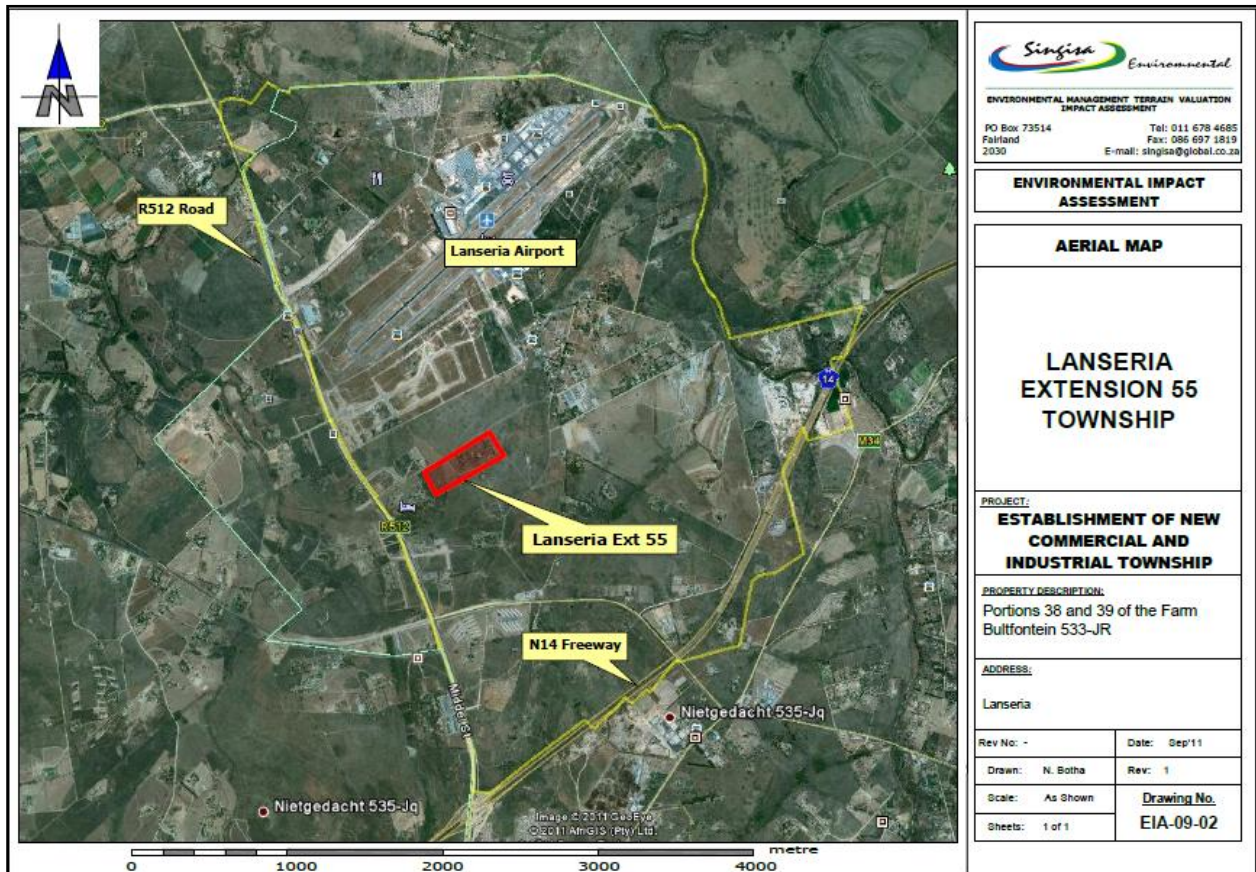 N
R512 Road
Lanseria Airport
14
M34
R512
Lanseria Ext 55
N14 Freeway
Middel St
Nietgedacht 535-Jq
Nietgedacht 535-Jq
Image © 2011 GeoEye
© 2011 AfriGIS (Pty) Ltd.
metre
0 1000 2000 3000 4000
Singisa
Enviromnental
ENVIRONMENTAL MANAGEMENT TERRAIN VALUATION
IMPACT ASSESSMENT
PO Box 73514 Tel: 011 678 4685
Fairland Fax: 086 697 1819
2030 E-mail: singisa@global.co.za
ENVIRONMENTAL IMPACT
ASSESSMENT
AERIAL MAP
LANSERIA
EXTENSION 55
TOWNSHIP
PROJECT:
ESTABLISHMENT OF NEW
COMMERCIAL AND
INDUSTRIAL TOWNSHIP
PROPERTY DESCRIPTION:
Portions 38 and 39 of the Farm
Bultfontein 533-JR
ADDRESS:
Lanseria
Rev No: - Date: Sep'11
Drawn: N. Botha Rev: 1
Scale: As Shown Drawing No.
Sheets: 1 of 1 EIA-09-02